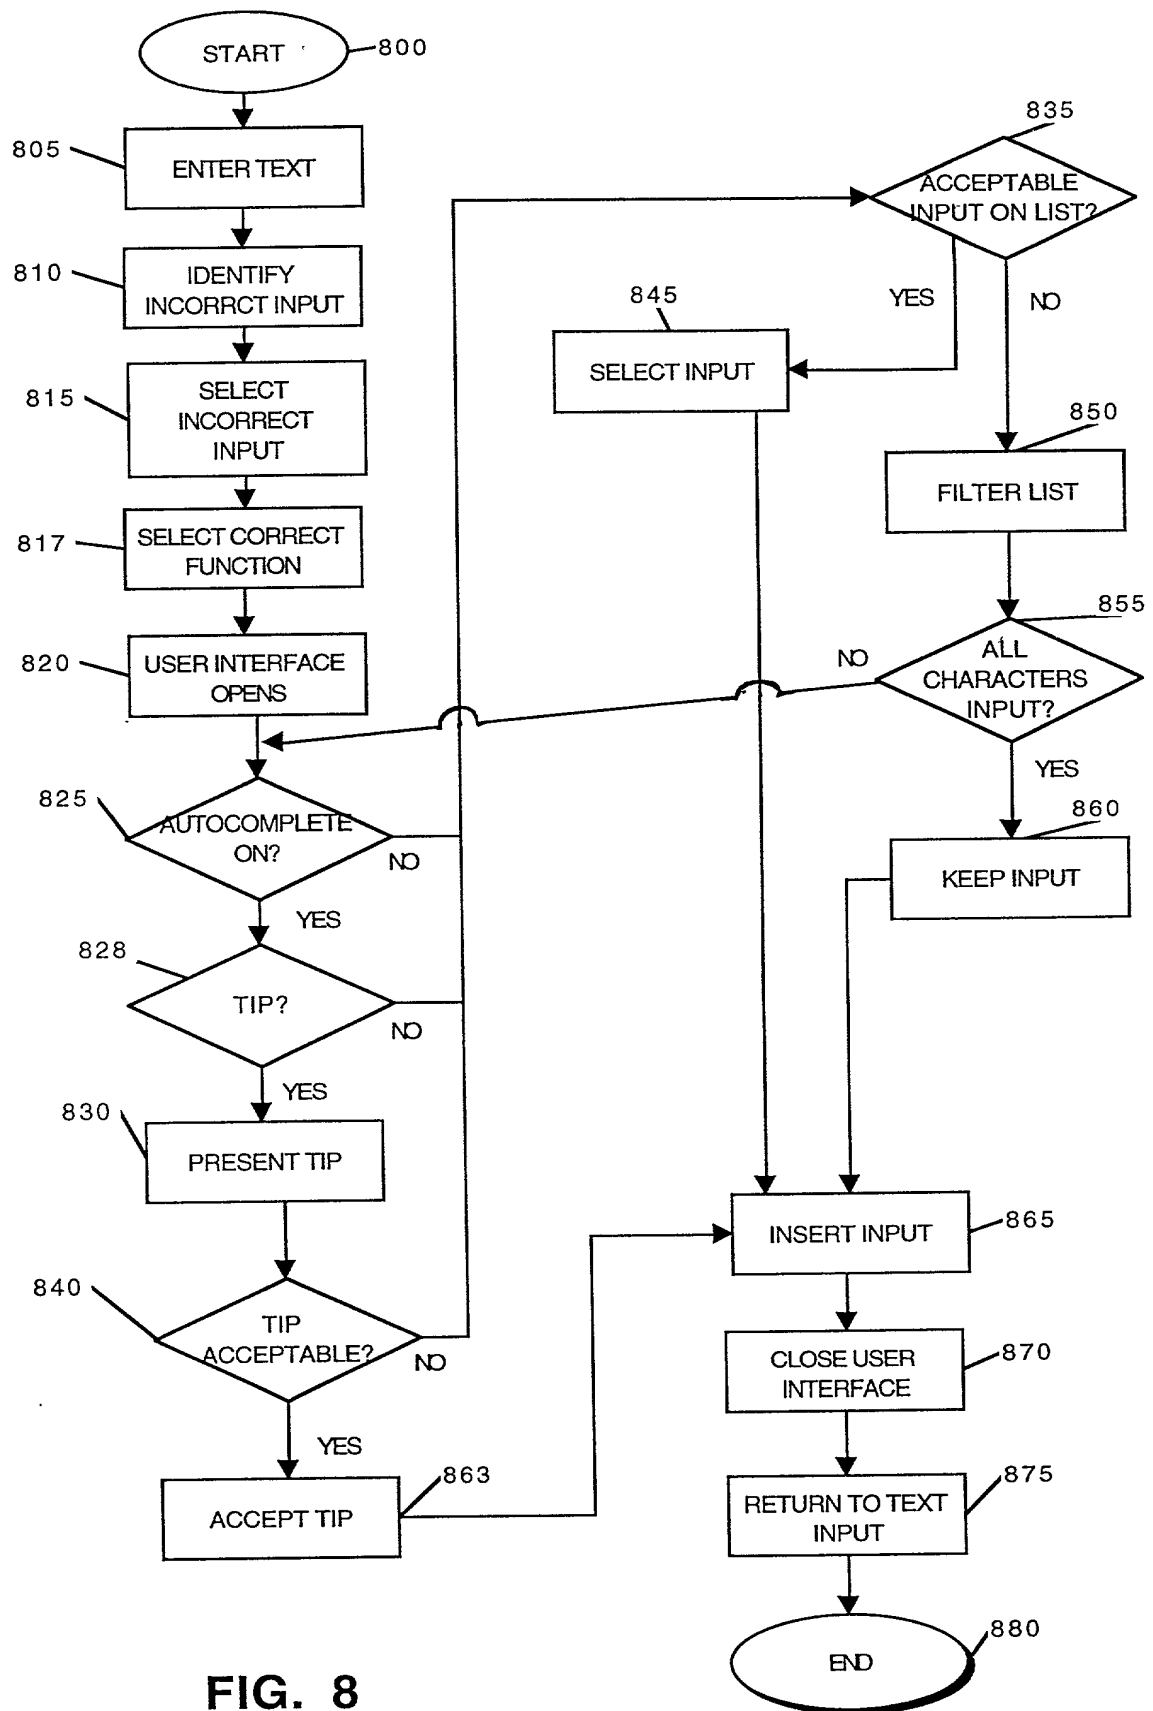 START
800
805
ENTER TEXT
810
IDENTIFY
INCORRCT INPUT
815
SELECT
INCORRECT
INPUT
817
SELECT CORRECT
FUNCTION
820
USER INTERFACE
OPENS
825
AUTOCOMPLETE
ON?
NO
YES
828
TIP?
NO
YES
830
PRESENT TIP
840
TIP
ACCEPTABLE?
NO
YES
863
ACCEPT TIP
835
ACCEPTABLE
INPUT ON LIST?
YES
NO
845
SELECT INPUT
850
FILTER LIST
855
ALL
CHARACTERS
INPUT?
NO
YES
860
KEEP INPUT
INSERT INPUT
865
CLOSE USER
INTERFACE
870
875
RETURN TO TEXT
INPUT
880
END
FIG. 8